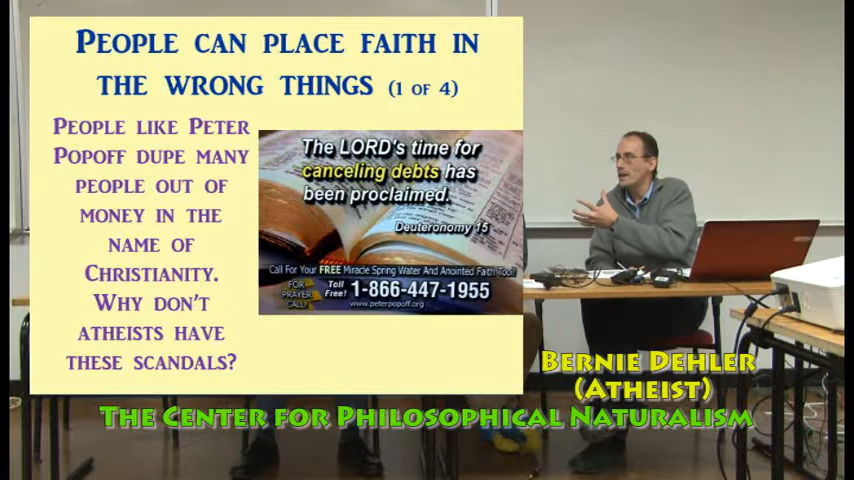 People can place faith in
the wrong things (1 of 4)
People like Peter
Popoff dupe many
people out of
money in the
name of
Christianity.
Why don't
atheists have
these scandals?
The LORD's time for
canceling debts has
been proclaimed.
Deuteronomy 15
Call For Your FREE Miracle Spring Water And Anointed Faith Tool!
FOR
PRAYER
CALL!
Toll
Free!
1-866-447-1955
www.peterpopoff.org
Bernie Dehler
(Atheist)
The Center for Philosophical Naturalism